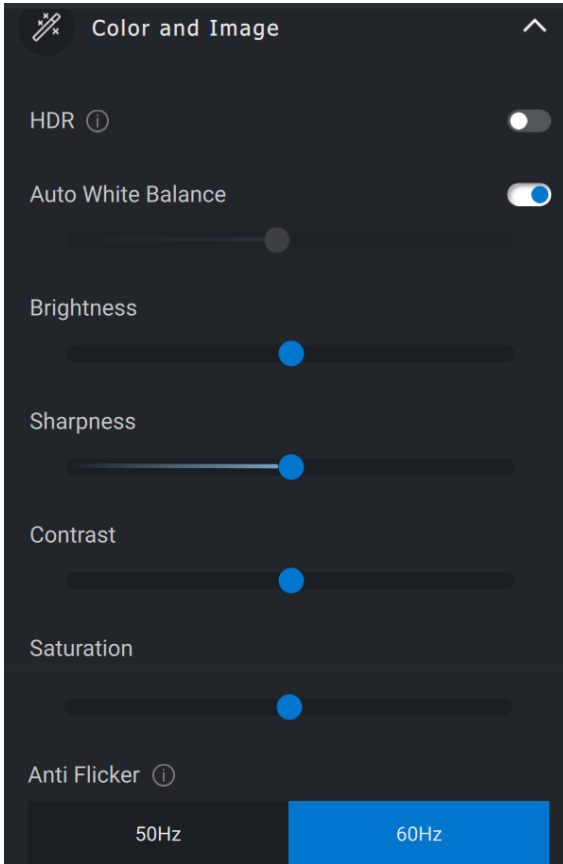 Color and Image
HDR
Auto White Balance
Brightness
Sharpness
Contrast
Saturation
Anti Flicker
50Hz
60Hz